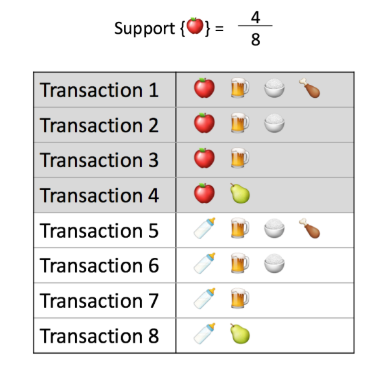 Support {🍎} = 4/8
Transaction 1
Transaction 2
Transaction 3
Transaction 4
Transaction 5
Transaction 6
Transaction 7
Transaction 8